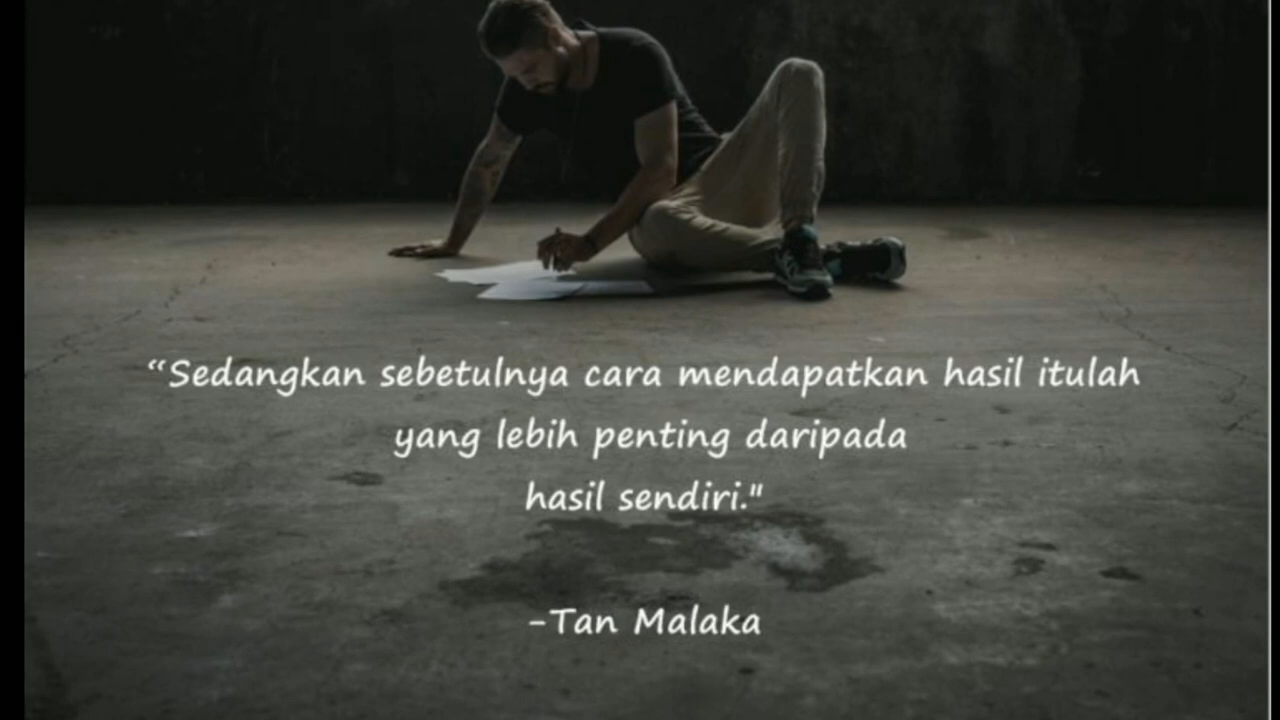 “Sedangkan sebetulnya cara mendapatkan hasil itulah
yang lebih penting daripada
hasil sendiri."
-Tan Malaka